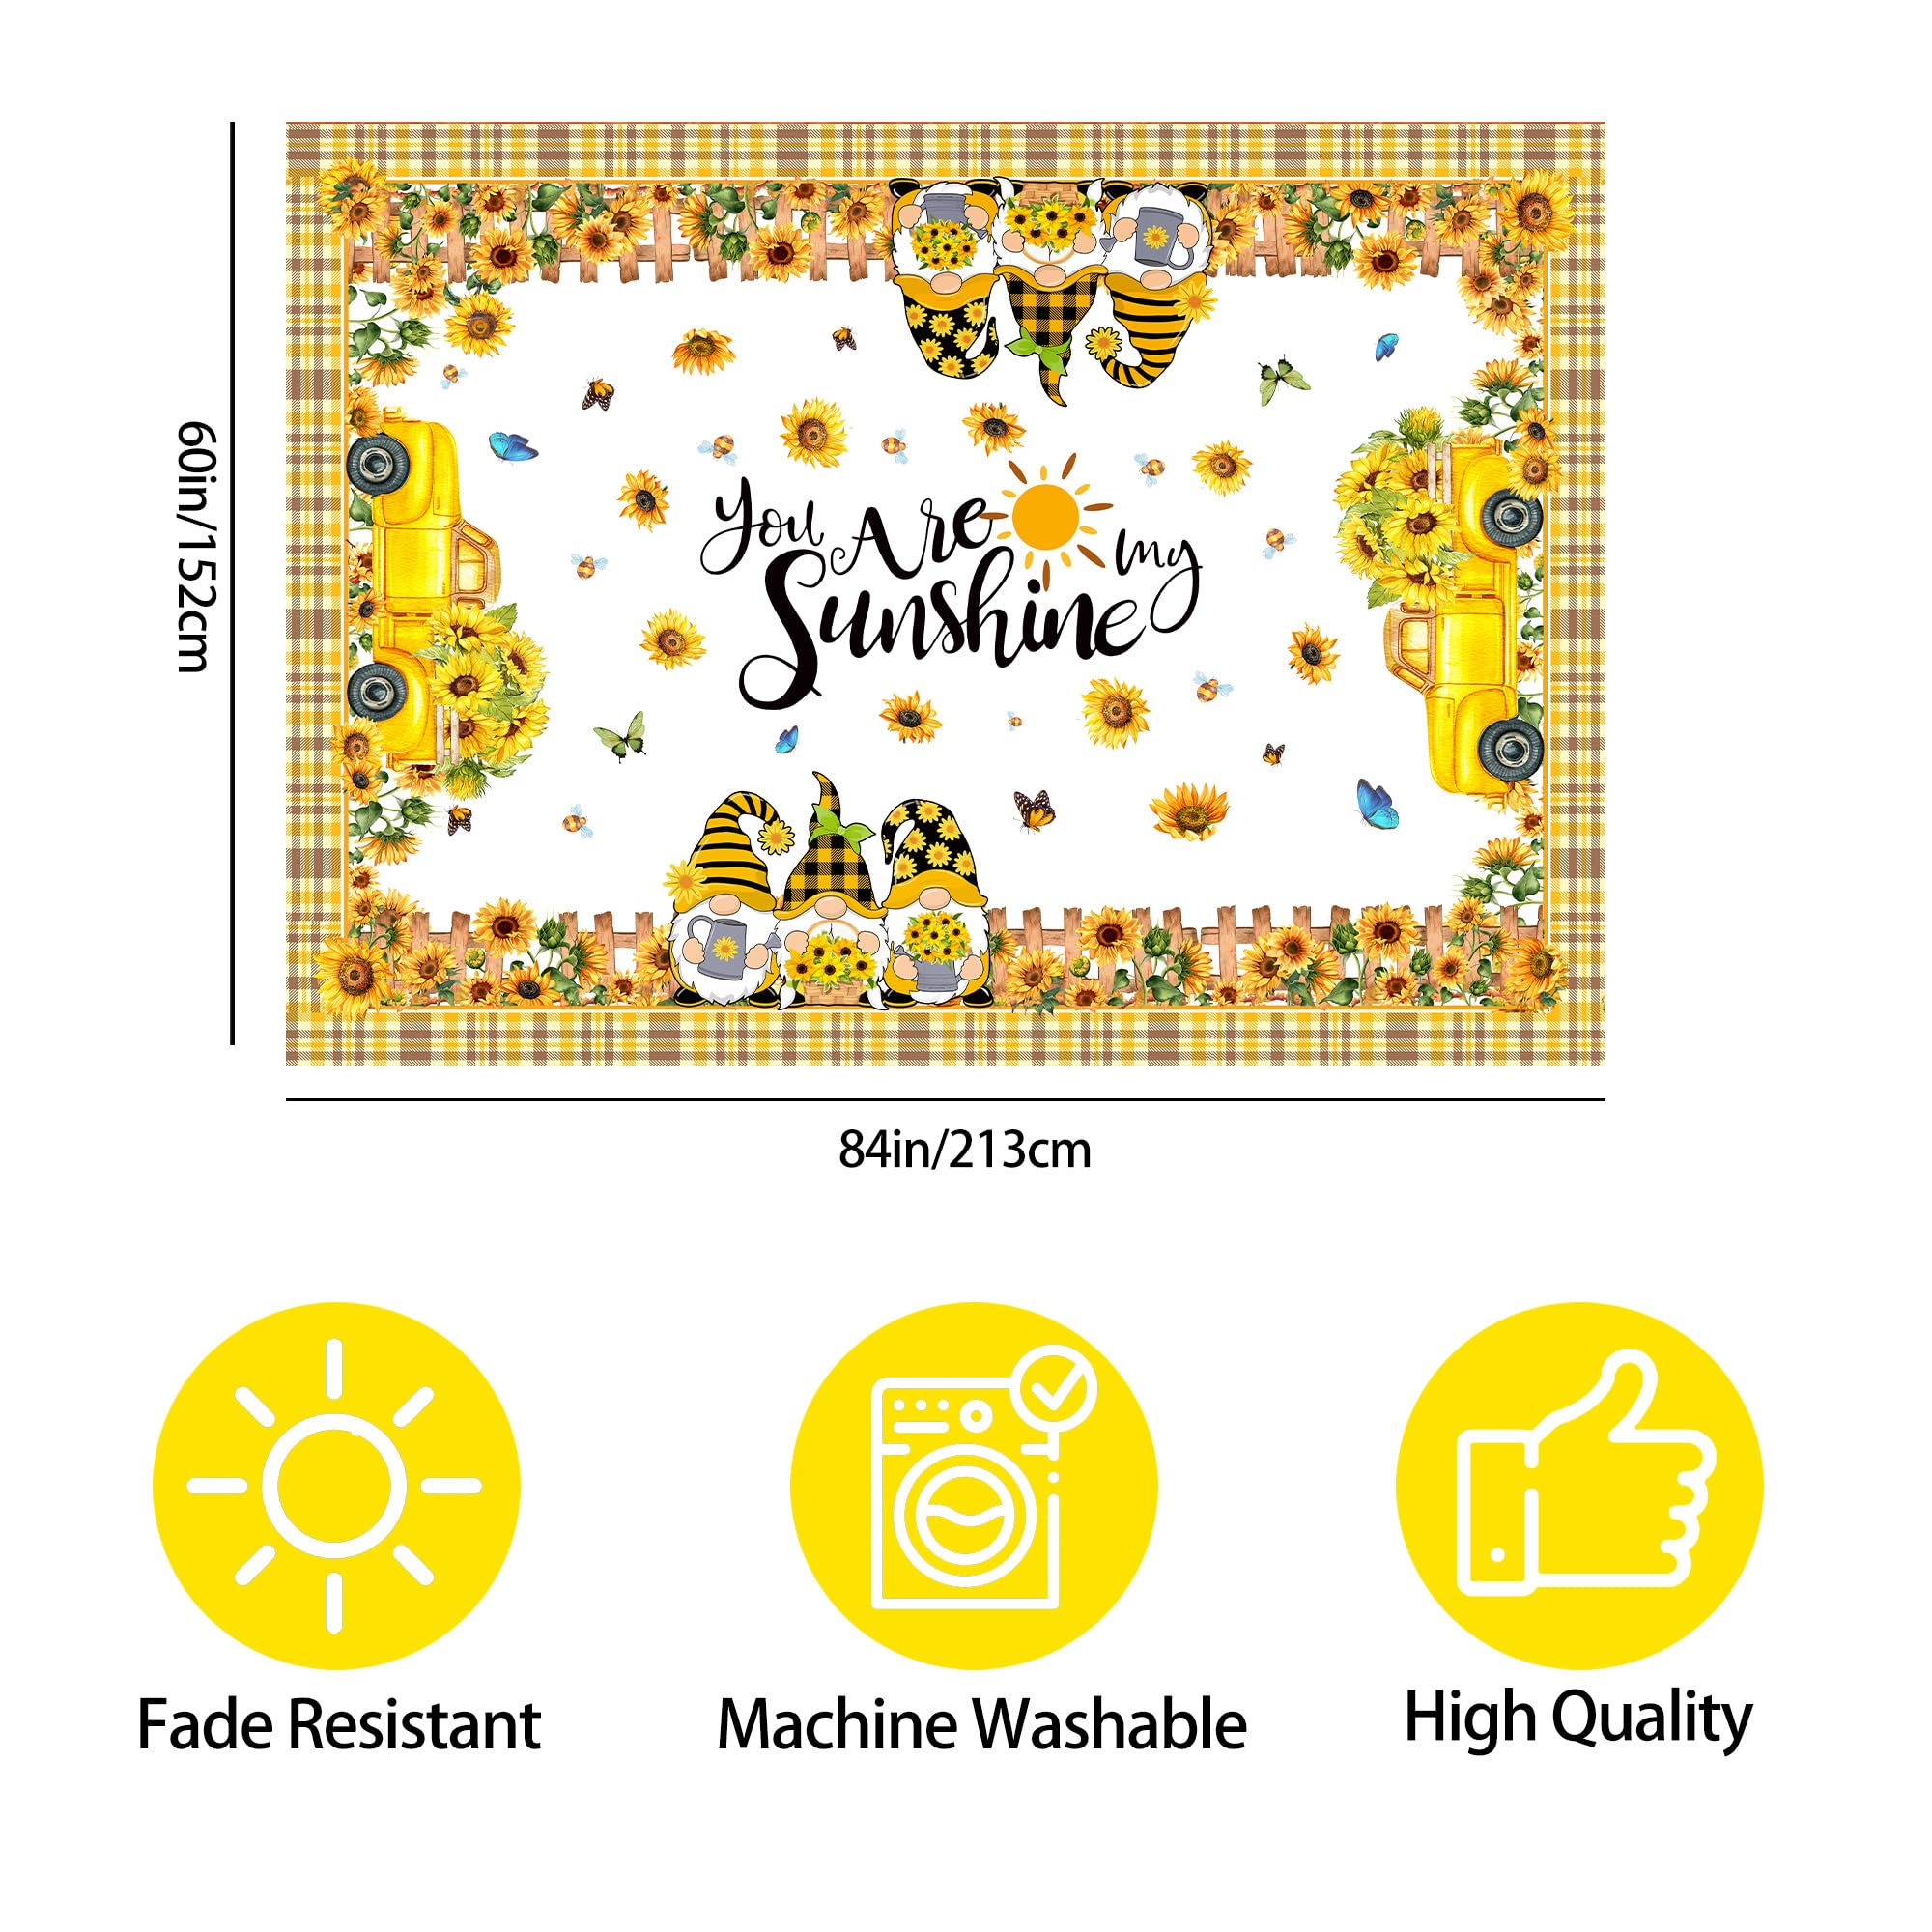 60in/152cm
You Are my
Sunshine
84in/213cm
Fade Resistant
Machine Washable
High Quality